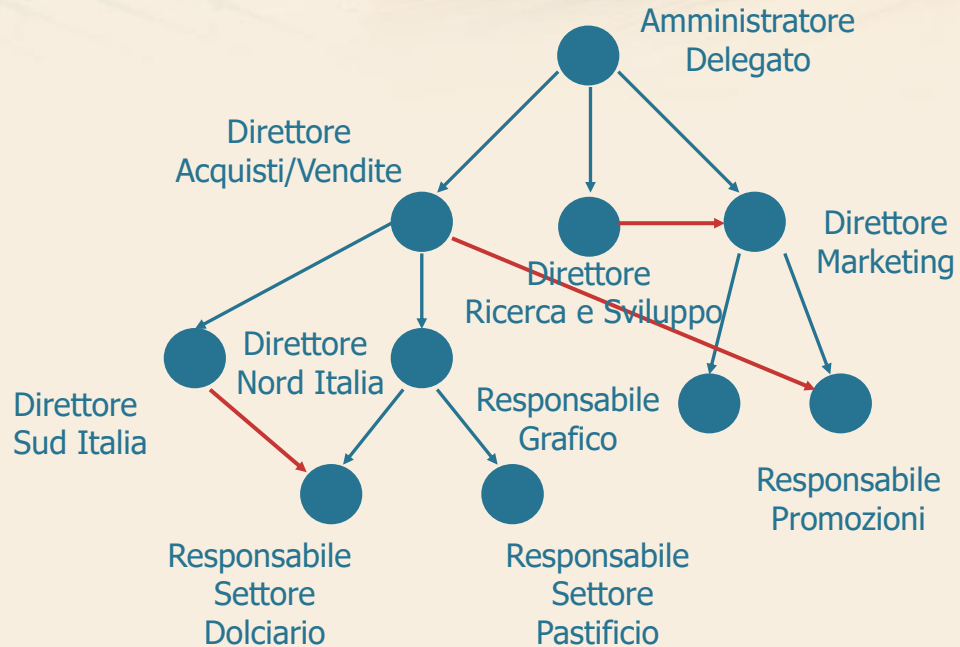 Amministratore
Delegato
Direttore
Acquisti/Vendite
Direttore
Marketing
Direttore
Ricerca e Sviluppo
Direttore
Nord Italia
Direttore
Sud Italia
Responsabile
Grafico
Responsabile
Promozioni
Responsabile
Settore
Dolciario
Responsabile
Settore
Pastificio